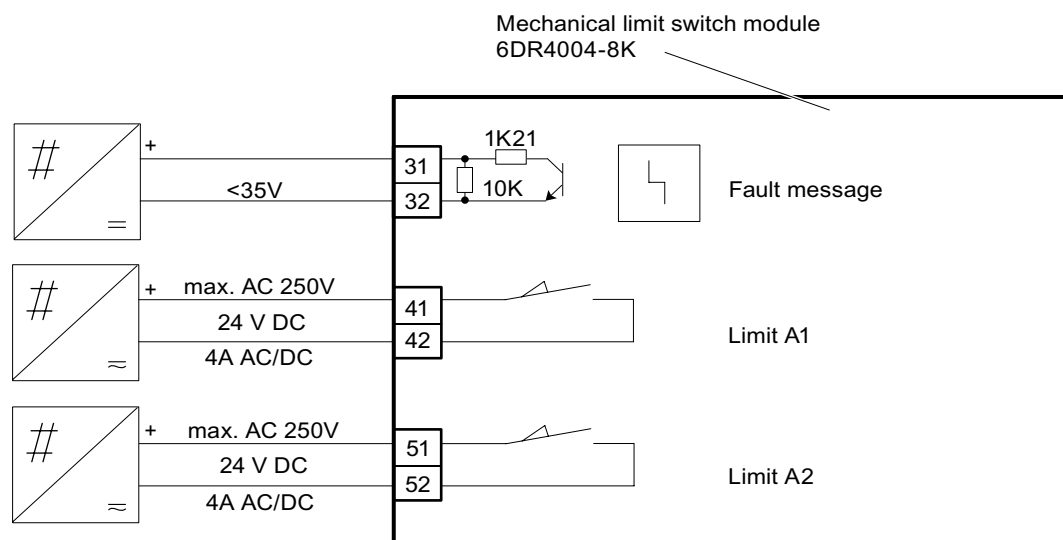 Mechanical limit switch module
6DR4004-8K
+
<35V
=
31
32
1K21
10K
Fault message
+
max. AC 250V
24 V DC
4A AC/DC
41
42
Limit A1
+
max. AC 250V
24 V DC
4A AC/DC
51
52
Limit A2